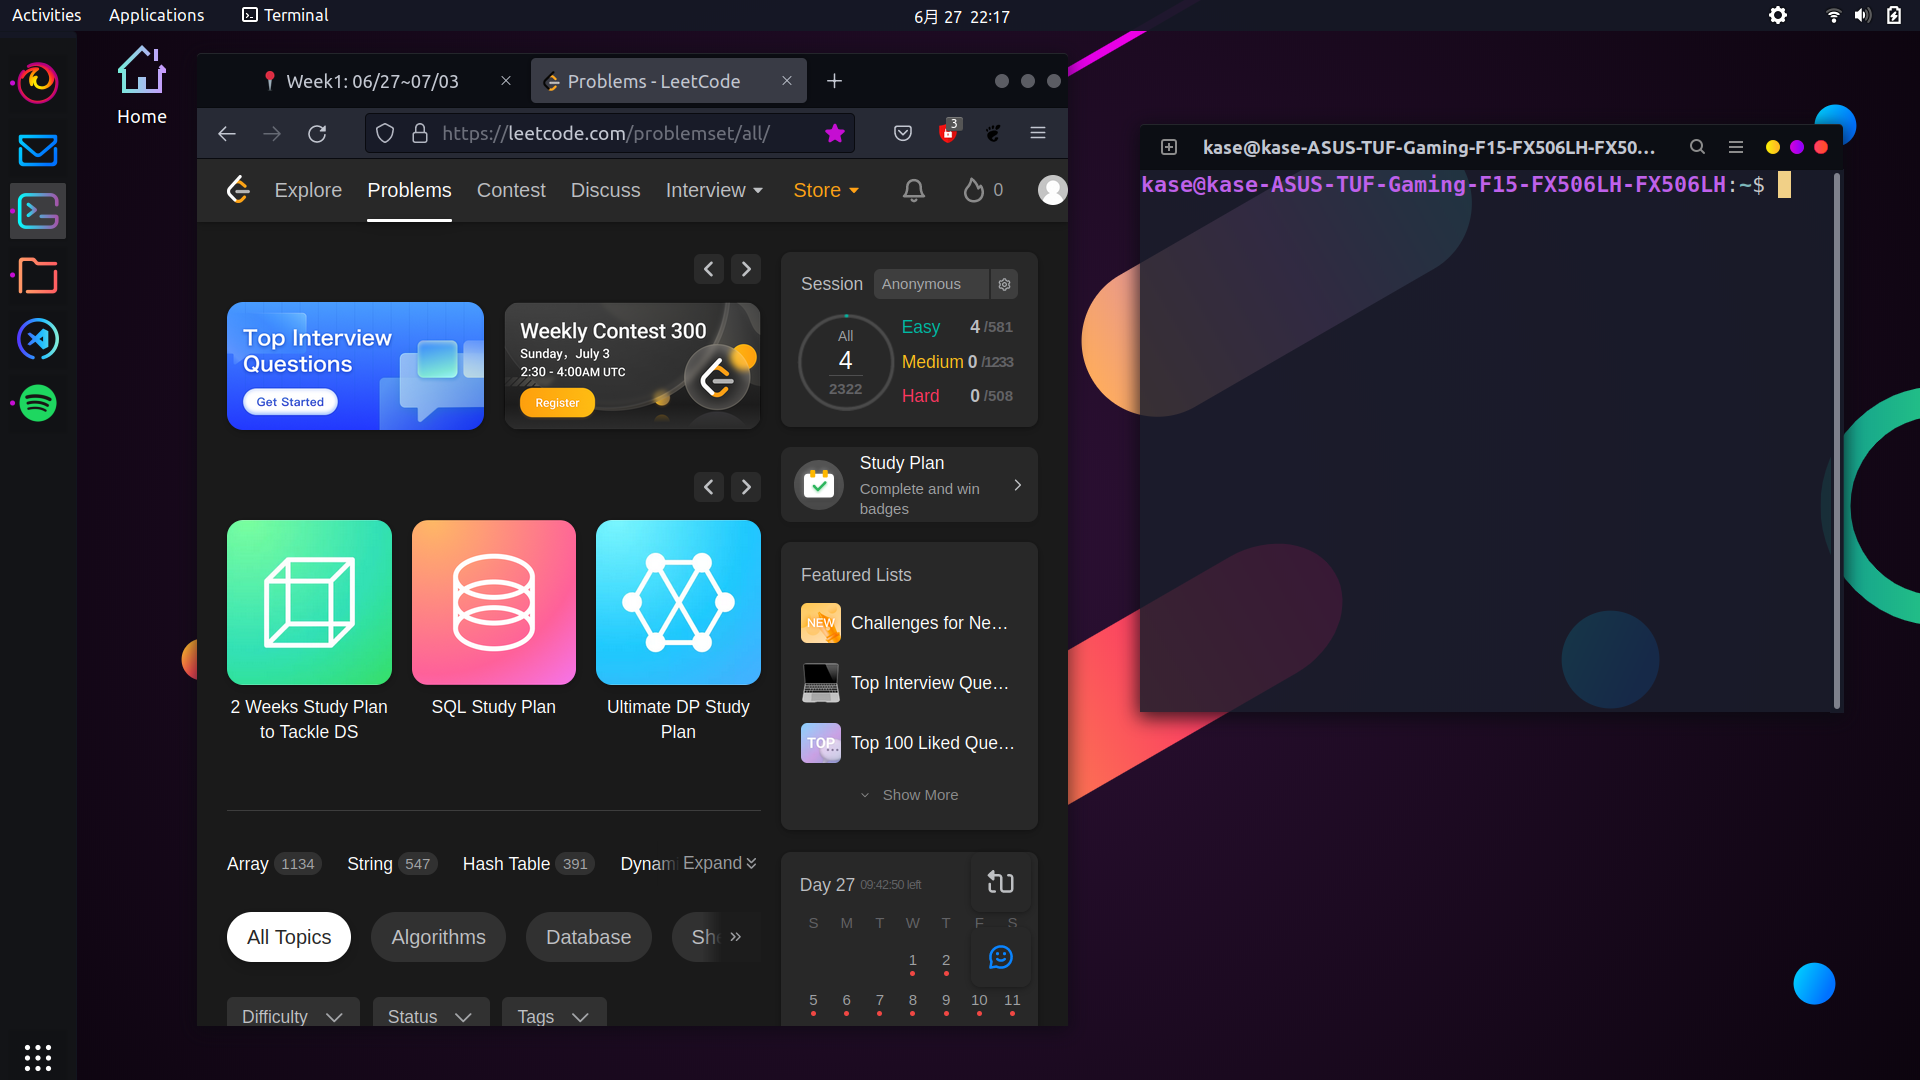 Activities Applications Terminal 6月 27 22:17
Home
Week1: 06/27~07/03 Problems - LeetCode
https://leetcode.com/problemset/all/ 3
Explore Problems Contest Discuss Interview Store 0
Top Interview
Questions
Get Started
Weekly Contest 300
Sunday, July 3
2:30 - 4:00AM UTC
Register
Session Anonymous
All
4
2322
Easy 4 /581
Medium 0 /1233
Hard 0 /508
Study Plan
Complete and win
badges
2 Weeks Study Plan
to Tackle DS
SQL Study Plan
Ultimate DP Study
Plan
Featured Lists
NEW Challenges for Ne...
Top Interview Que...
TOP Top 100 Liked Que...
Show More
Array 1134 String 547 Hash Table 391 Dynami Expand
All Topics Algorithms Database She
Difficulty Status Tags
Day 27 09:42:50 left
S M T W T F S
1 2
5 6 7 8 9 10 11
kase@kase-ASUS-TUF-Gaming-F15-FX506LH-FX50...
kase@kase-ASUS-TUF-Gaming-F15-FX506LH-FX506LH:~$